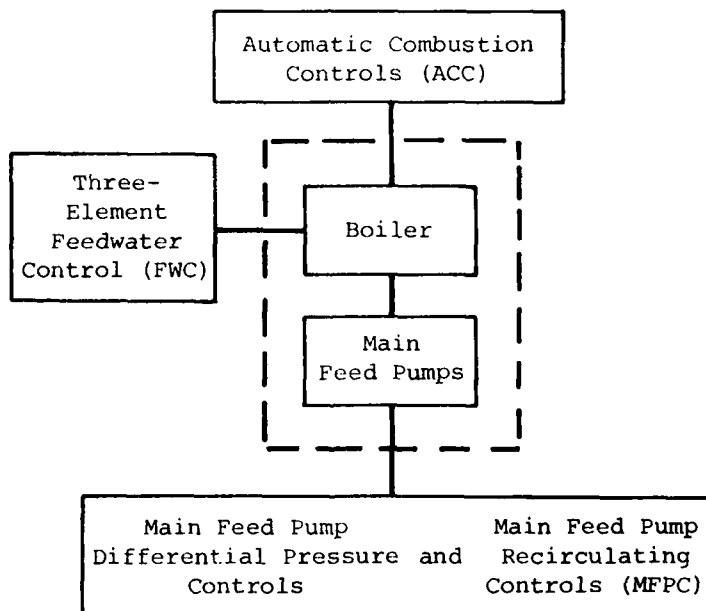 Automatic Combustion
Controls (ACC)
Three-
Element
Feedwater
Control (FWC)
Boiler
Main
Feed Pumps
Main Feed Pump
Differential Pressure and
Controls
Main Feed Pump
Recirculating
Controls (MFPC)